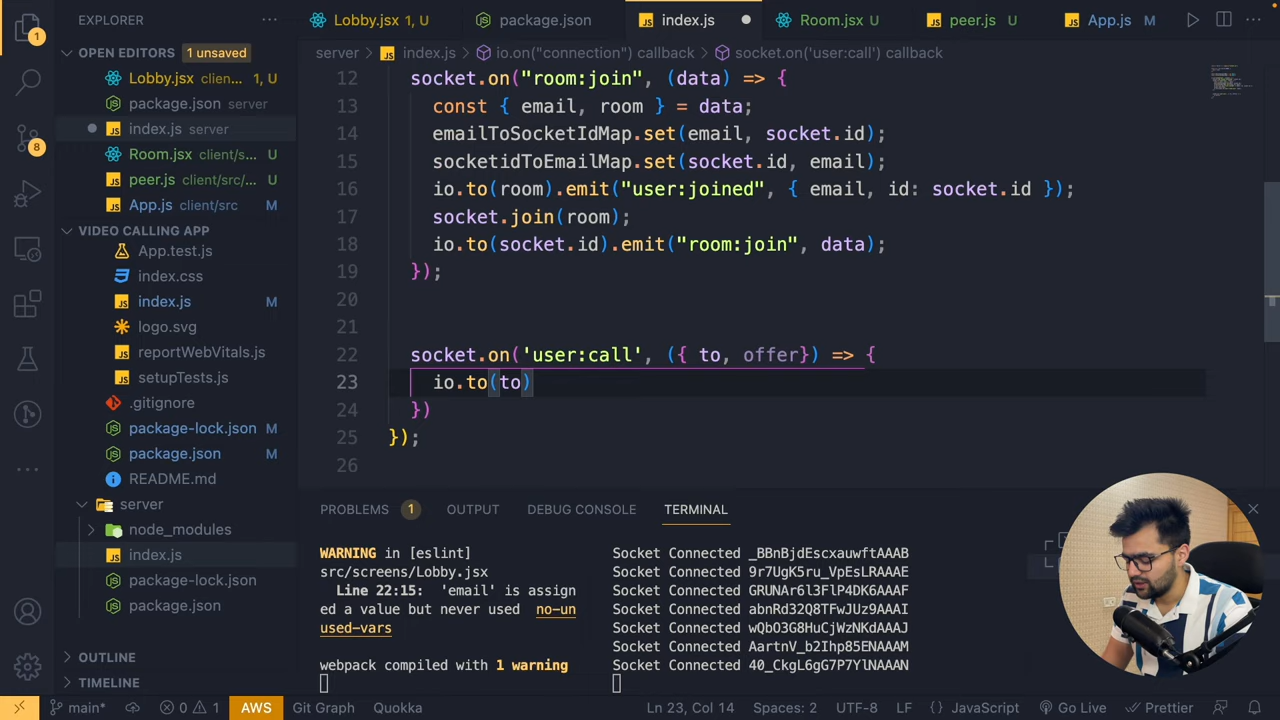 EXPLORER
OPEN EDITORS 1 unsaved
Lobby.jsx clien... 1, U
package.json server
index.js server
Room.jsx client/s... U
peer.js client/src/... U
App.js client/src M
VIDEO CALLING APP
App.test.js
index.css
index.js M
logo.svg
reportWebVitals.js
setupTests.js
.gitignore
package-lock.json M
package.json M
README.md
server
node_modules
index.js
package-lock.json
package.json
OUTLINE
TIMELINE
1
8
Lobby.jsx 1, U package.json index.js Room.jsx U peer.js U App.js M
server > index.js > io.on("connection") callback > socket.on('user:call') callback
12 socket.on("room:join", (data) => {
13 const { email, room } = data;
14 emailToSocketIdMap.set(email, socket.id);
15 socketidToEmailMap.set(socket.id, email);
16 io.to(room).emit("user:joined", { email, id: socket.id });
17 socket.join(room);
18 io.to(socket.id).emit("room:join", data);
19 });
20
21
22 socket.on('user:call', ({ to, offer}) => {
23 io.to(to)
24 })
25 });
26
PROBLEMS 1 OUTPUT DEBUG CONSOLE TERMINAL
WARNING in [eslint]
src/screens/Lobby.jsx
Line 22:15: 'email' is assign
ed a value but never used no-un
used-vars
webpack compiled with 1 warning
Socket Connected _BBnBjdEscxauwftAAAB
Socket Connected 9r7UgK5ru_VpEsLRAAAE
Socket Connected GRUNAr6l3FlP4DK6AAAF
Socket Connected abnRd32Q8TFwJUz9AAAI
Socket Connected wQbO3G8HuCjWzNKdAAAJ
Socket Connected AartnV_b2Ihp85ENAAAM
Socket Connected 40_CkgL6gG7P7YlNAAAN
main* 0 1 AWS Git Graph Quokka Ln 23, Col 14 Spaces: 2 UTF-8 LF {} JavaScript Go Live Prettier